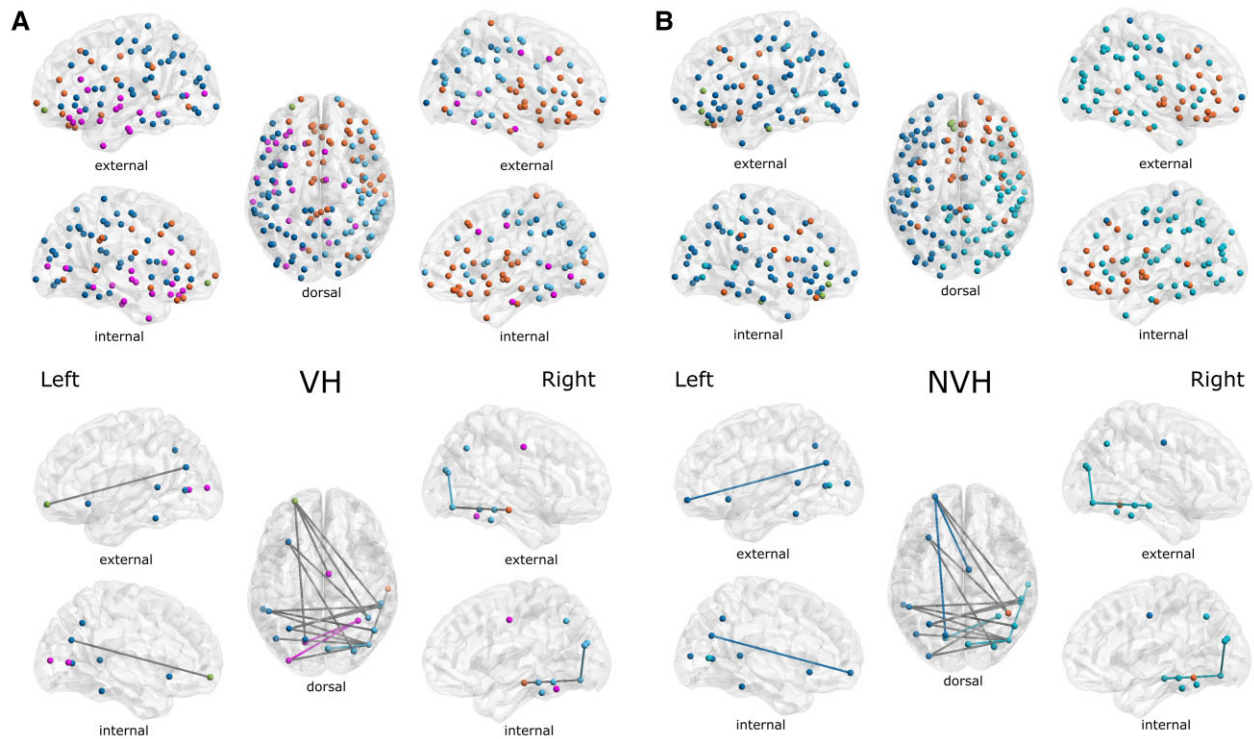 A
B
external
external
external
external
dorsal
dorsal
internal
internal
internal
internal
Left
VH
Right
Left
NVH
Right
external
external
external
external
dorsal
dorsal
internal
internal
internal
internal